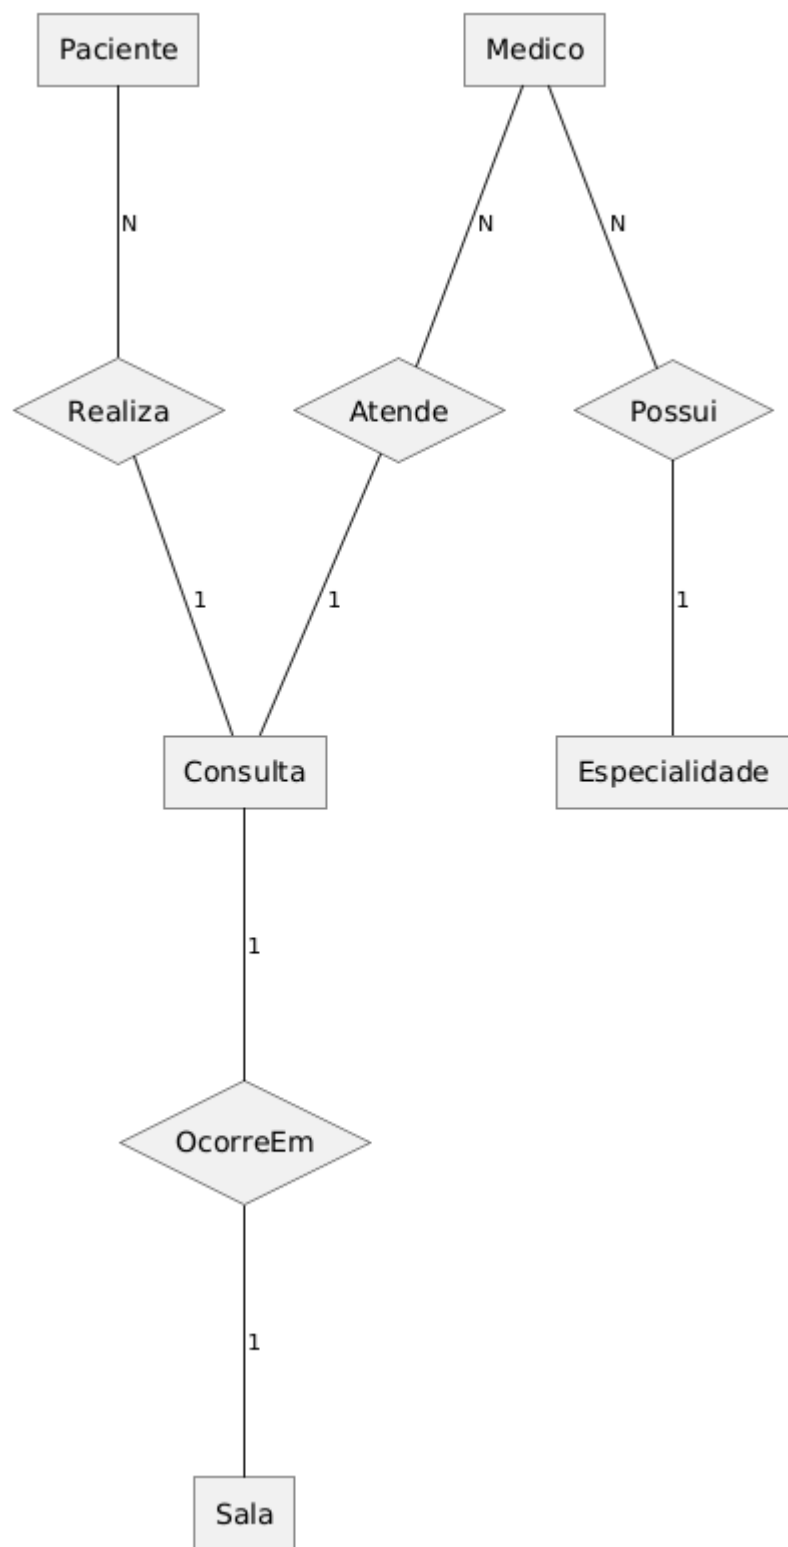 Paciente
Medico
N
N
N
Realiza
Atende
Possui
1
1
1
Consulta
Especialidade
1
OcorreEm
1
Sala